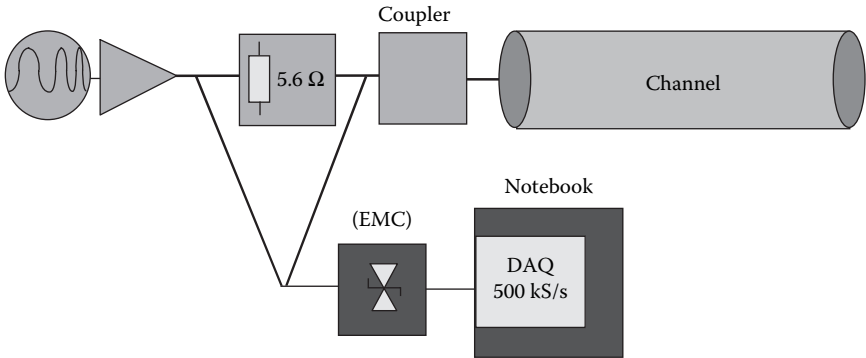 Coupler
5.6 Ω
Channel
Notebook
(EMC)
DAQ
500 kS/s